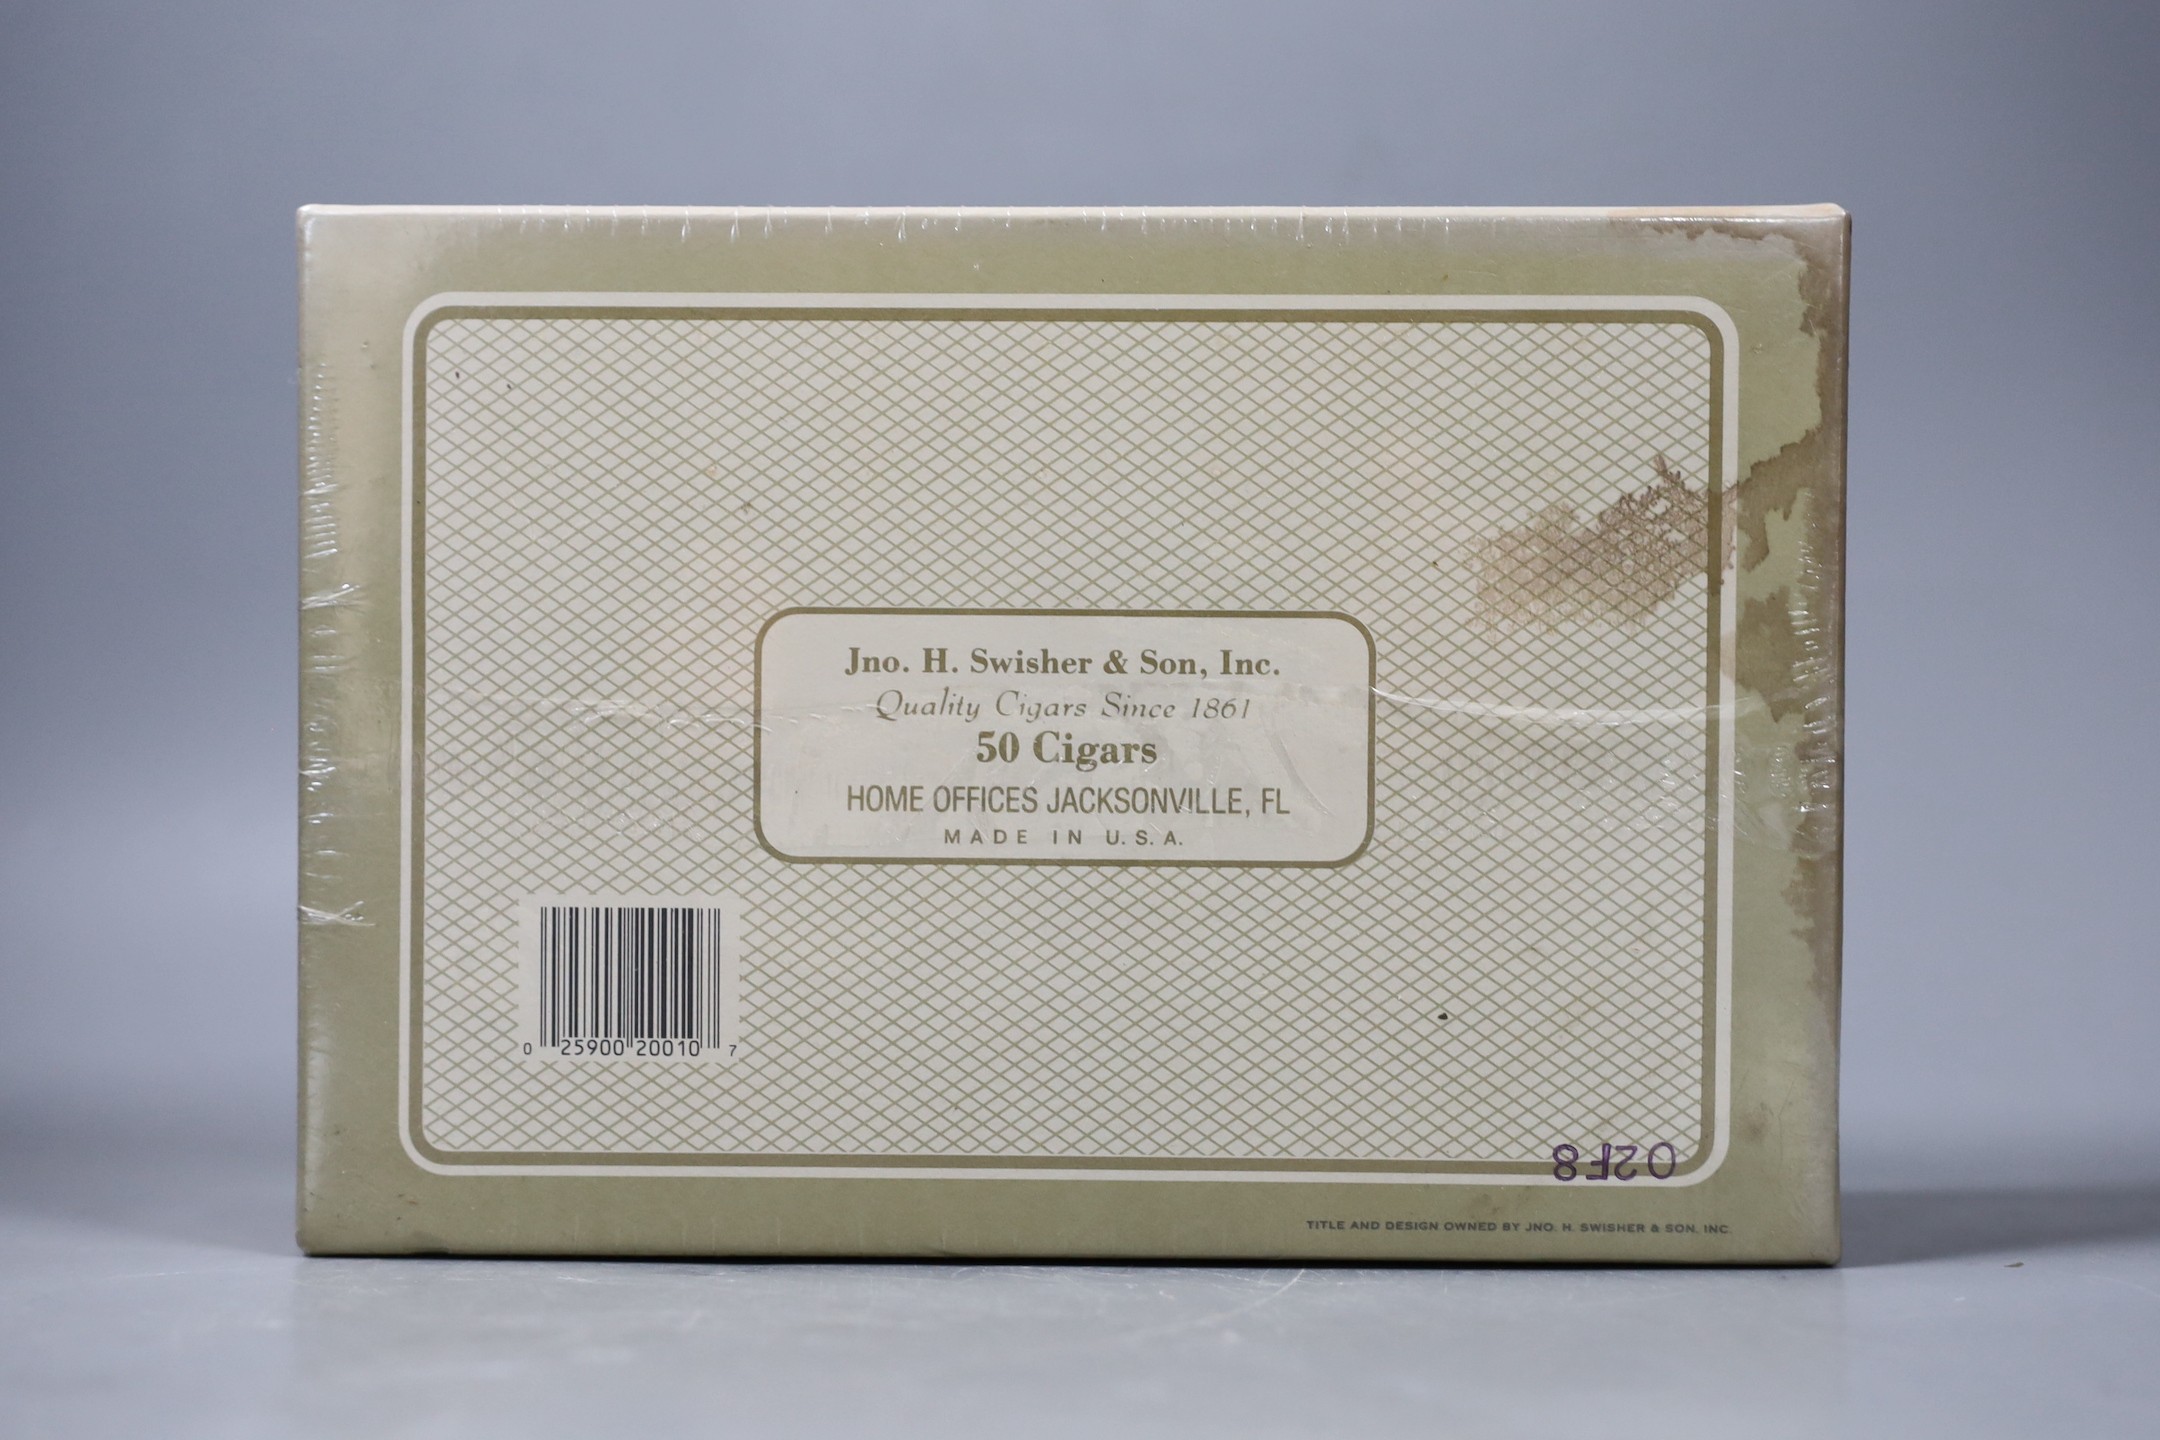 Jno. H. Swisher & Son, Inc.
Quality Cigars Since 1861
50 Cigars
HOME OFFICES JACKSONVILLE, FL
MADE IN U.S.A.
0 25900 20010 7
02F8
TITLE AND DESIGN OWNED BY JNO. H. SWISHER & SON, INC.